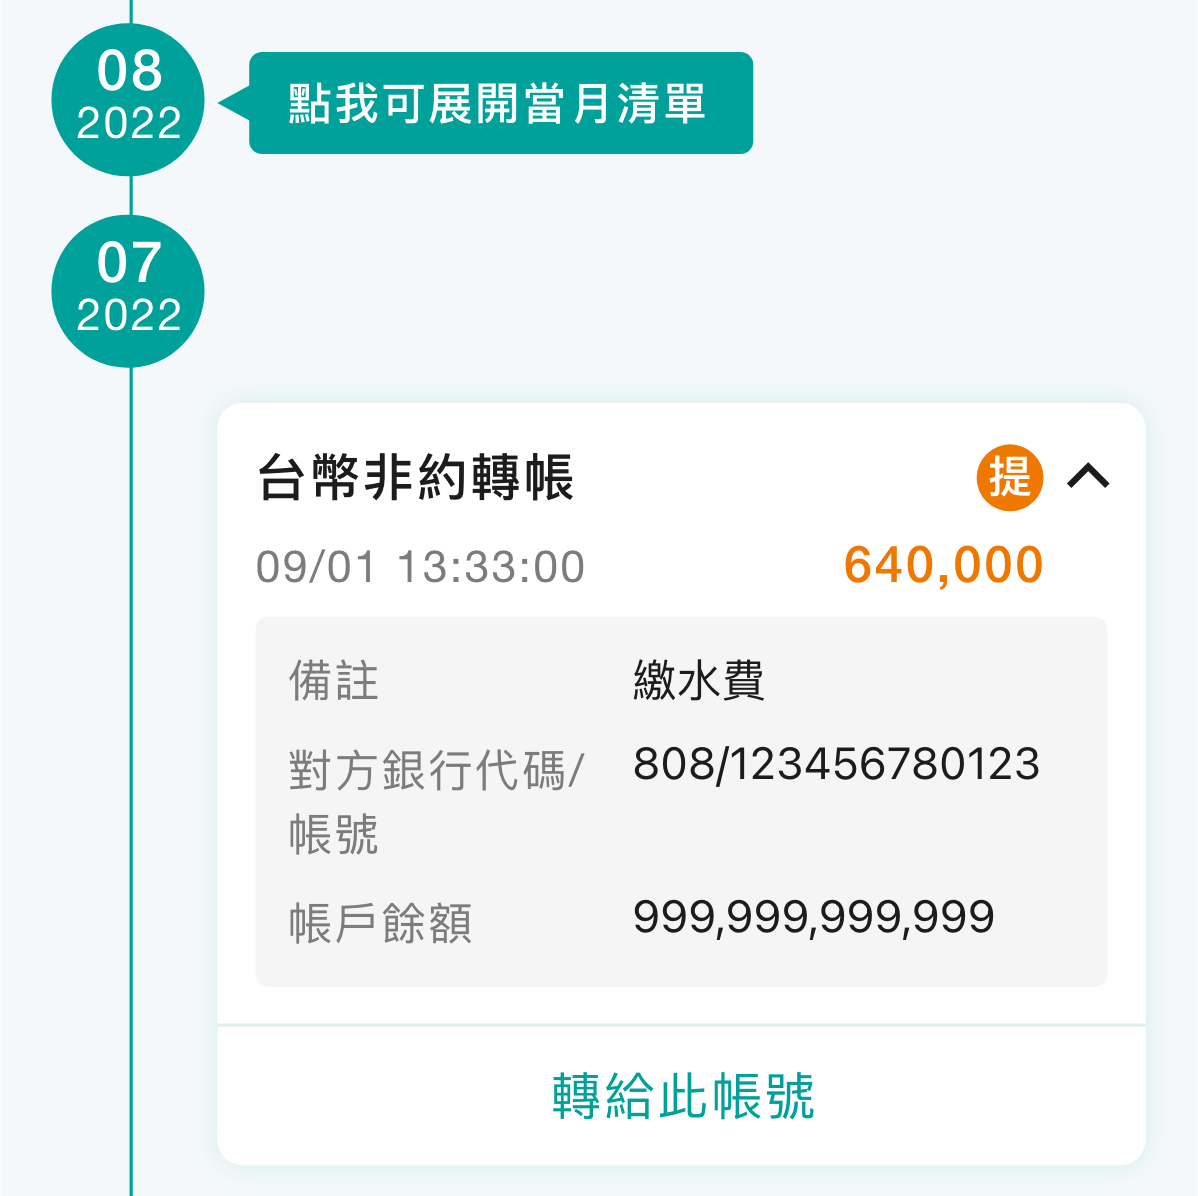 08
2022
點我可展開當月清單
07
2022
台幣非約轉帳
提
09/01 13:33:00
640,000
備註
繳水費
對方銀行代碼/
帳號
808/123456780123
帳戶餘額
999,999,999,999
轉給此帳號